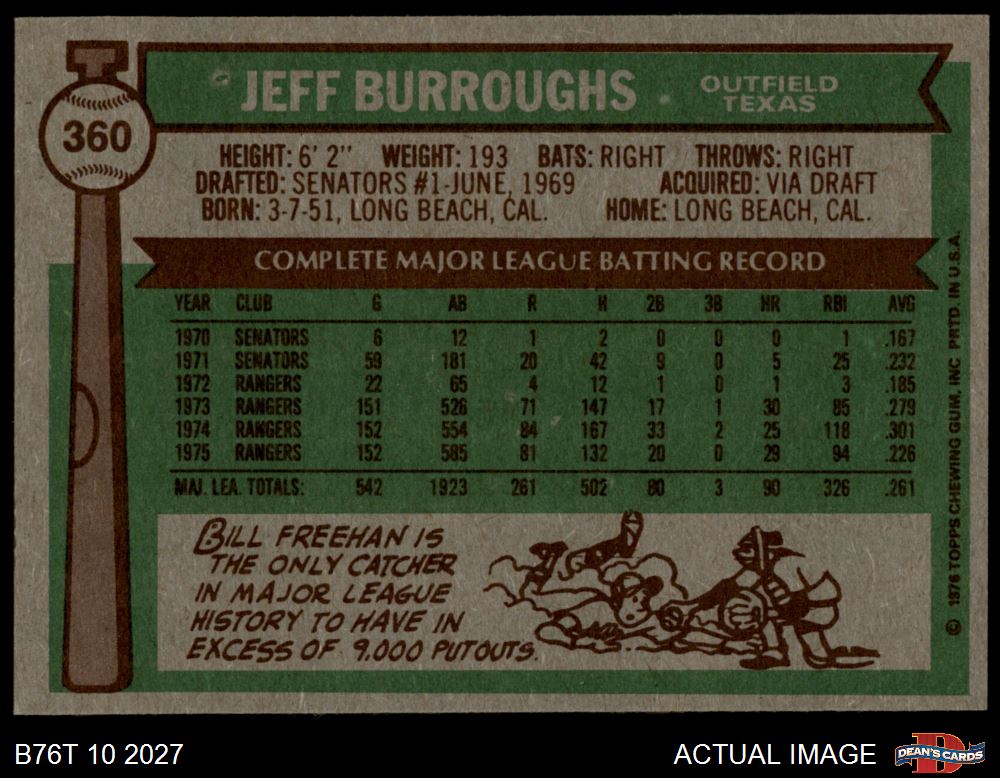 360
JEFF BURROUGHS
OUTFIELD
TEXAS
HEIGHT: 6' 2" WEIGHT: 193 BATS: RIGHT THROWS: RIGHT
DRAFTED: SENATORS #1-JUNE, 1969 ACQUIRED: VIA DRAFT
BORN: 3-7-51, LONG BEACH, CAL. HOME: LONG BEACH, CAL.
COMPLETE MAJOR LEAGUE BATTING RECORD
YEAR CLUB G AB R H 2B 3B HR RBI AVG
1970 SENATORS 6 12 1 2 0 0 0 1 .167
1971 SENATORS 59 181 20 42 9 0 5 25 .232
1972 RANGERS 22 65 4 12 1 0 1 3 .185
1973 RANGERS 151 526 71 147 17 1 30 85 .279
1974 RANGERS 152 554 84 167 33 2 25 118 .301
1975 RANGERS 152 585 81 132 20 0 29 94 .226
MAJ. LEA. TOTALS: 542 1923 261 502 80 3 90 326 .261
BILL FREEHAN IS
THE ONLY CATCHER
IN MAJOR LEAGUE
HISTORY TO HAVE IN
EXCESS OF 9,000 PUTOUTS.
© 1976 TOPPS CHEWING GUM, INC PRTD. IN U.S.A.
B76T 10 2027
ACTUAL IMAGE
DEAN'S CARDS